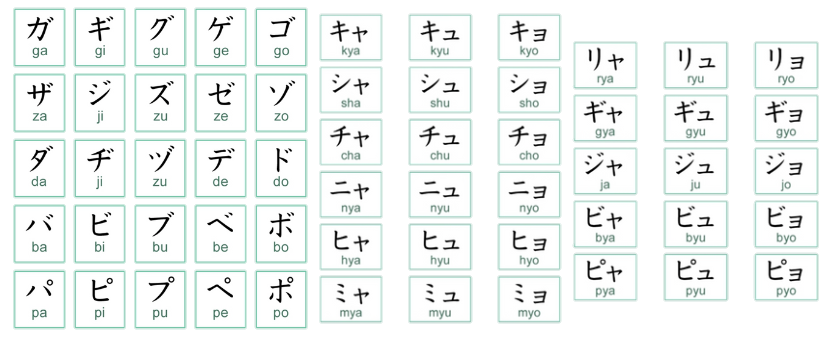 ガ ギ グ ゲ ゴ
ga gi gu ge go
ザ ジ ズ ゼ ゾ
za ji zu ze zo
ダ ヂ ヅ デ ド
da ji zu de do
バ ビ ブ ベ ボ
ba bi bu be bo
パ ピ プ ペ ポ
pa pi pu pe po
キャ キュ キョ
kya kyu kyo
シャ シュ ショ
sha shu sho
チャ チュ チョ
cha chu cho
ニャ ニュ ニョ
nya nyu nyo
ヒャ ヒュ ヒョ
hya hyu hyo
ミャ ミュ ミョ
mya myu myo
リャ リュ リョ
rya ryu ryo
ギャ ギュ ギョ
gya gyu gyo
ジャ ジュ ジョ
ja ju jo
ビャ ビュ ビョ
bya byu byo
ピャ ピュ ピョ
pya pyu pyo